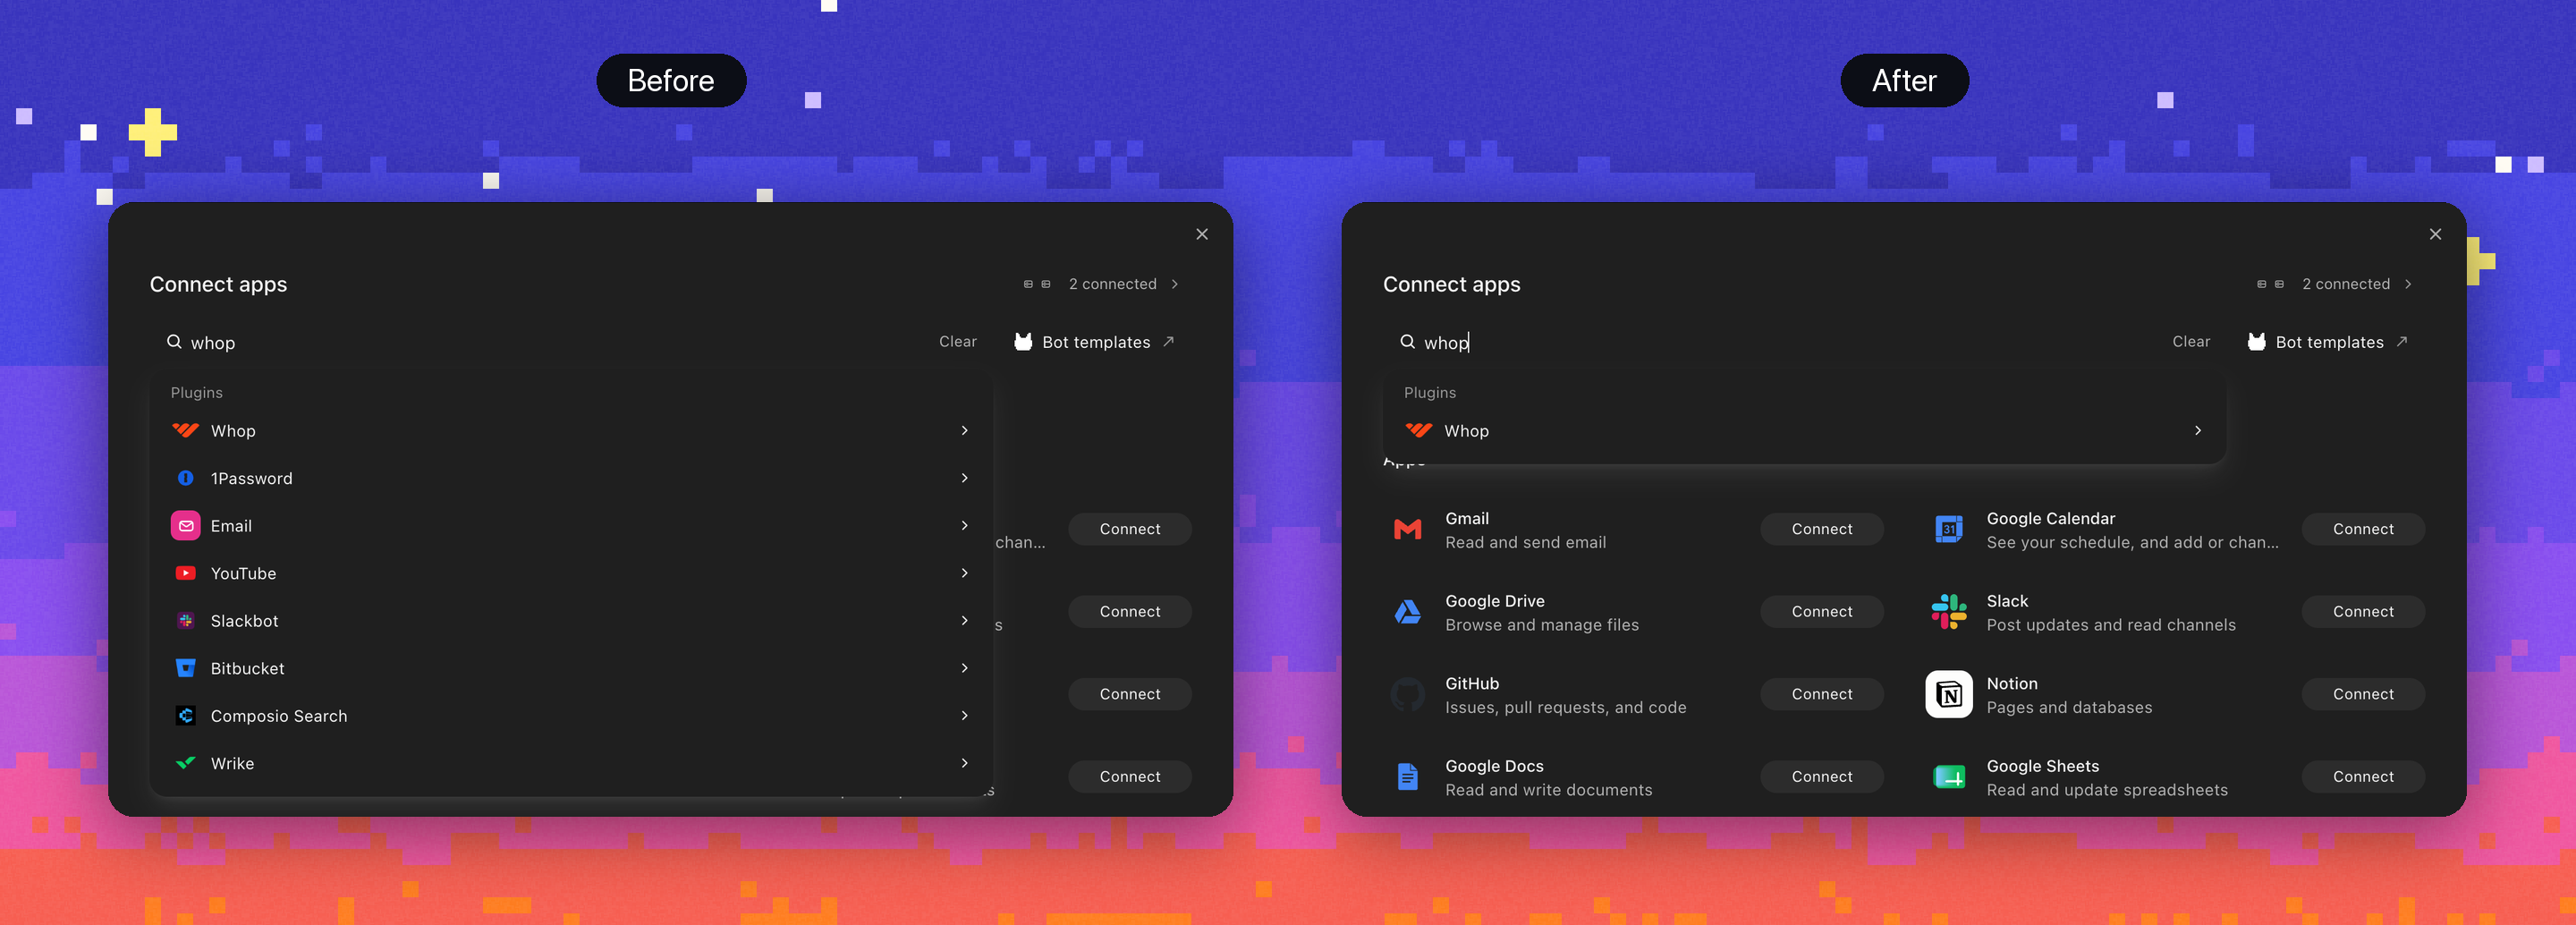 Before
Connect apps
2 connected
whop
Clear
Bot templates
Plugins
Whop
1Password
Email
YouTube
Slackbot
Bitbucket
Composio Search
Wrike
chan...
Connect
s
Connect
Connect
Connect
After
Connect apps
2 connected
whop
Clear
Bot templates
Plugins
Whop
Apps
Gmail
Read and send email
Connect
31
Google Calendar
See your schedule, and add or chan...
Connect
Google Drive
Browse and manage files
Connect
Slack
Post updates and read channels
Connect
GitHub
Issues, pull requests, and code
Connect
N
Notion
Pages and databases
Connect
Google Docs
Read and write documents
Connect
Google Sheets
Read and update spreadsheets
Connect